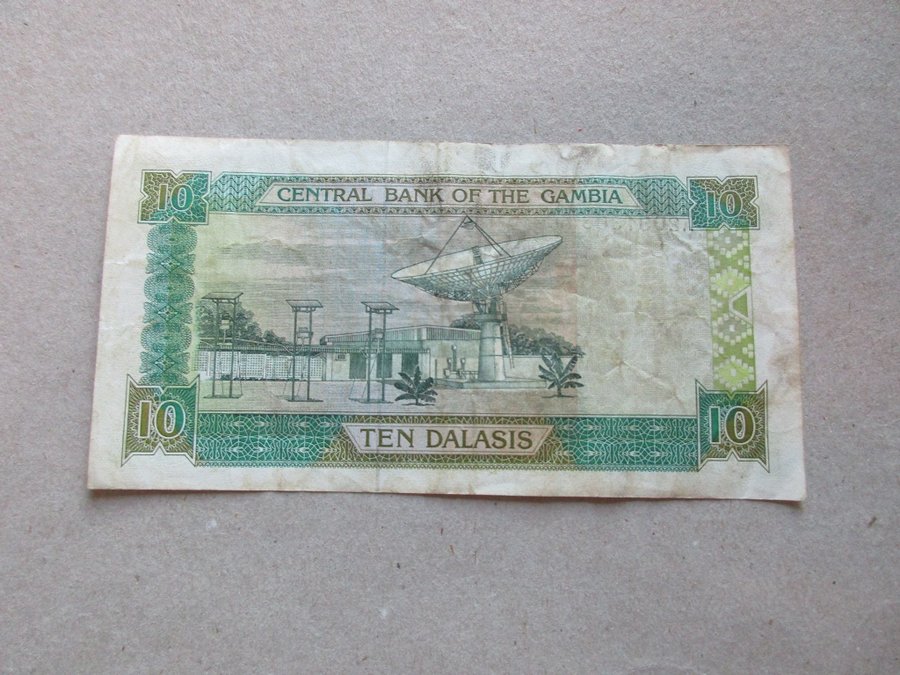 10 CENTRAL BANK OF THE GAMBIA 10
10 TEN DALASIS 10